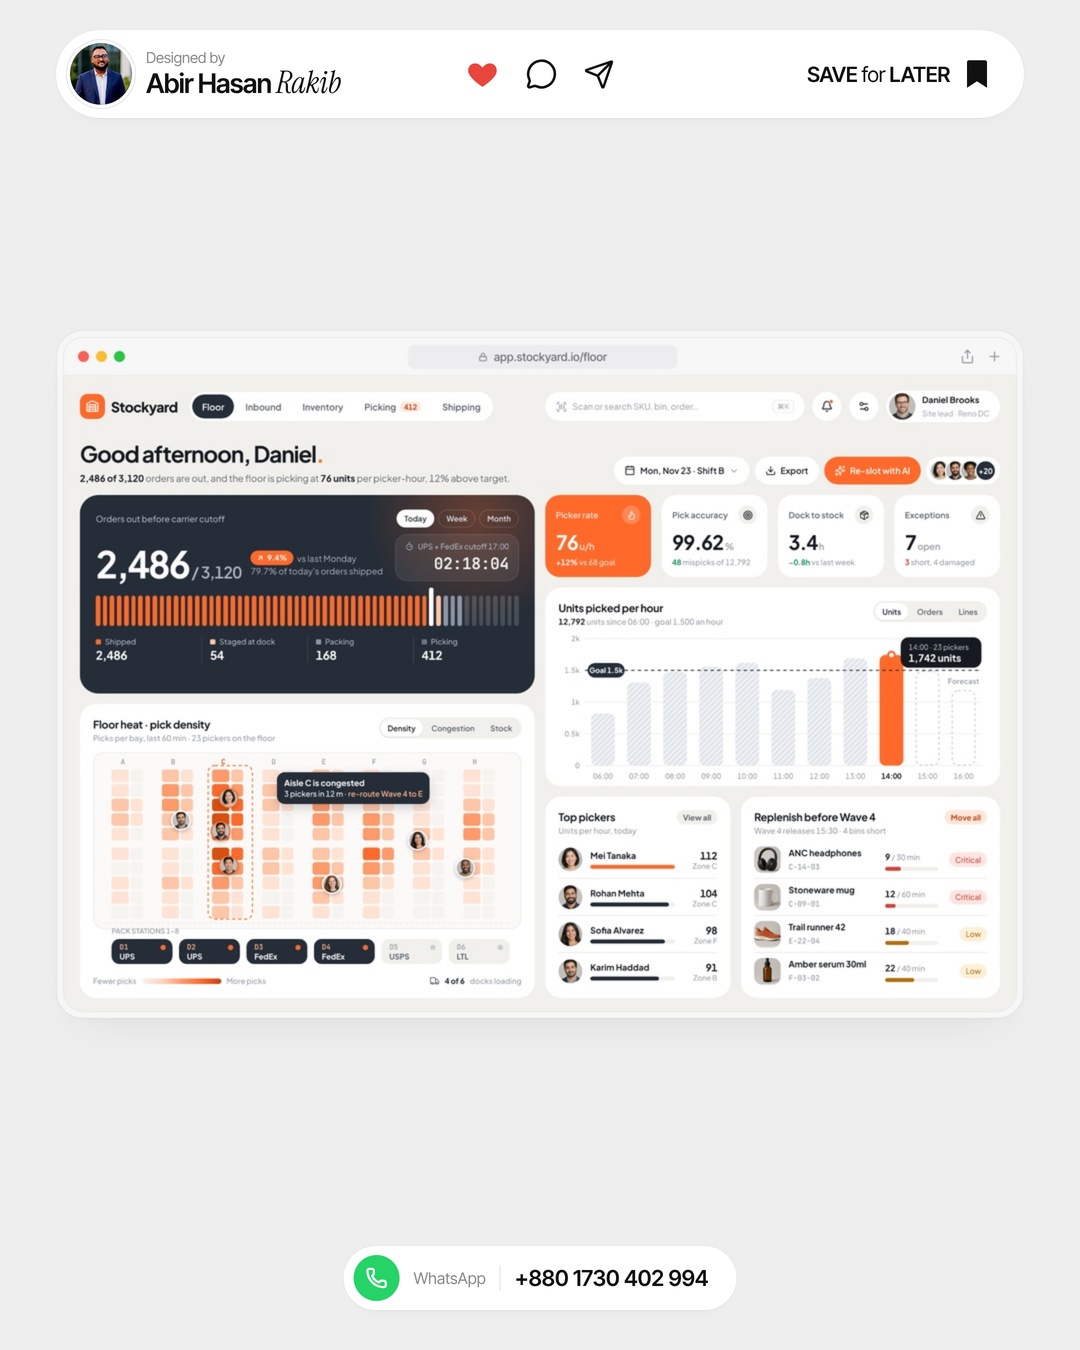 Designed by
Abir Hasan Rakib
SAVE for LATER
app.stockyard.io/floor
Stockyard
Floor
Inbound
Inventory
Picking 412
Shipping
Scan or search SKU, bin, order...
⌘K
Daniel Brooks
Site lead · Reno DC
Good afternoon, Daniel.
2,486 of 3,120 orders are out, and the floor is picking at 76 units per picker-hour, 12% above target.
Mon, Nov 23 · Shift B
Export
Re-slot with AI
+20
Orders out before carrier cutoff
Today
Week
Month
2,486 / 3,120
9.4% vs last Monday
79.7% of today's orders shipped
UPS + FedEx cutoff 17:00
02:18:04
Shipped
2,486
Staged at dock
54
Packing
168
Picking
412
Picker rate
76 u/h
+12% vs 68 goal
Pick accuracy
99.62 %
48 mispicks of 12,792
Dock to stock
3.4 h
-0.8h vs last week
Exceptions
7 open
3 short, 4 damaged
Units picked per hour
12,792 units since 06:00 · goal 1,500 an hour
Units
Orders
Lines
2k
1.5k
1k
0.5k
0
Goal 1.5k
14:00 · 23 pickers
1,742 units
Forecast
06:00 07:00 08:00 09:00 10:00 11:00 12:00 13:00 14:00 15:00 16:00
Floor heat · pick density
Picks per bay, last 60 min · 23 pickers on the floor
Density
Congestion
Stock
A B C D E F G H
Aisle C is congested
3 pickers in 12 m · re-route Wave 4 to E
PACK STATIONS 1-8
D1
UPS
D2
UPS
D3
FedEx
D4
FedEx
D5
USPS
D6
LTL
Fewer picks
More picks
4 of 6 docks loading
Top pickers
Units per hour, today
View all
Mei Tanaka
112
Zone C
Rohan Mehta
104
Zone C
Sofia Alvarez
98
Zone F
Karim Haddad
91
Zone B
Replenish before Wave 4
Wave 4 releases 15:30 · 4 bins short
Move all
ANC headphones
C-14-03
9 / 30 min
Critical
Stoneware mug
C-09-01
12 / 60 min
Critical
Trail runner 42
E-22-04
18 / 40 min
Low
Amber serum 30ml
F-03-02
22 / 40 min
Low
WhatsApp
+880 1730 402 994